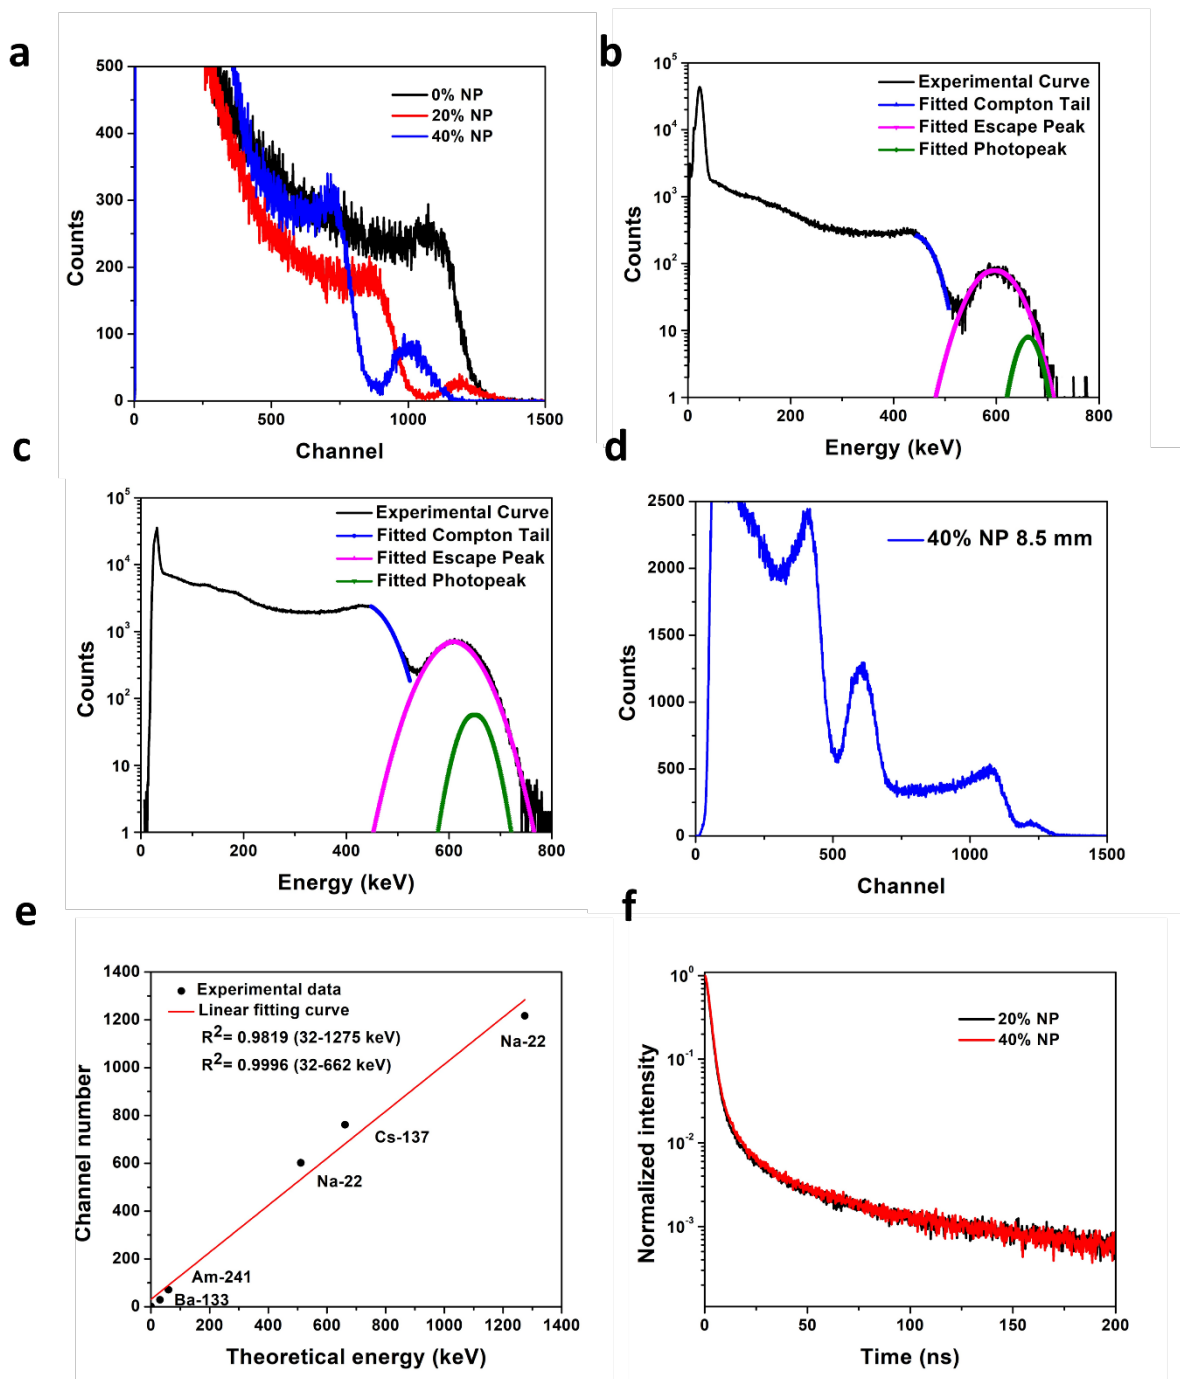 a
500
400
300
200
100
0
Counts
0% NP
20% NP
40% NP
0
500
1000
1500
Channel
b
10^5
10^4
10^3
10^2
10
1
Counts
Experimental Curve
Fitted Compton Tail
Fitted Escape Peak
Fitted Photopeak
0
200
400
600
800
Energy (keV)
c
10^5
10^4
10^3
10^2
10
1
Counts
Experimental Curve
Fitted Compton Tail
Fitted Escape Peak
Fitted Photopeak
0
200
400
600
800
Energy (keV)
d
2500
2000
1500
1000
500
0
Counts
40% NP 8.5 mm
0
500
1000
1500
Channel
e
1400
1200
1000
800
600
400
200
0
Channel number
Experimental data
Linear fitting curve
R^2= 0.9819 (32-1275 keV)
R^2= 0.9996 (32-662 keV)
Na-22
Cs-137
Na-22
Am-241
Ba-133
0
200
400
600
800
1000
1200
1400
Theoretical energy (keV)
f
10^0
10^-1
10^-2
10^-3
Normalized intensity
20% NP
40% NP
0
50
100
150
200
Time (ns)